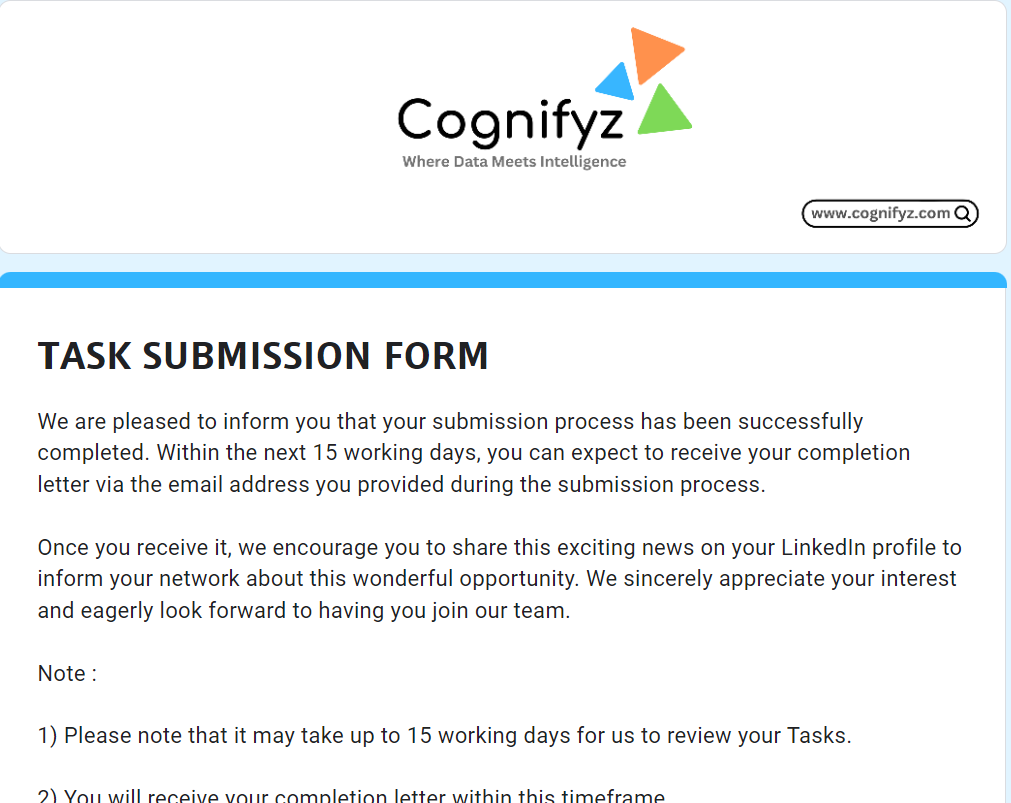 Cognifyz
Where Data Meets Intelligence
www.cognifyz.com
TASK SUBMISSION FORM
We are pleased to inform you that your submission process has been successfully
completed. Within the next 15 working days, you can expect to receive your completion
letter via the email address you provided during the submission process.
Once you receive it, we encourage you to share this exciting news on your LinkedIn profile to
inform your network about this wonderful opportunity. We sincerely appreciate your interest
and eagerly look forward to having you join our team.
Note :
1) Please note that it may take up to 15 working days for us to review your Tasks.
2) You will receive your completion letter within this timeframe